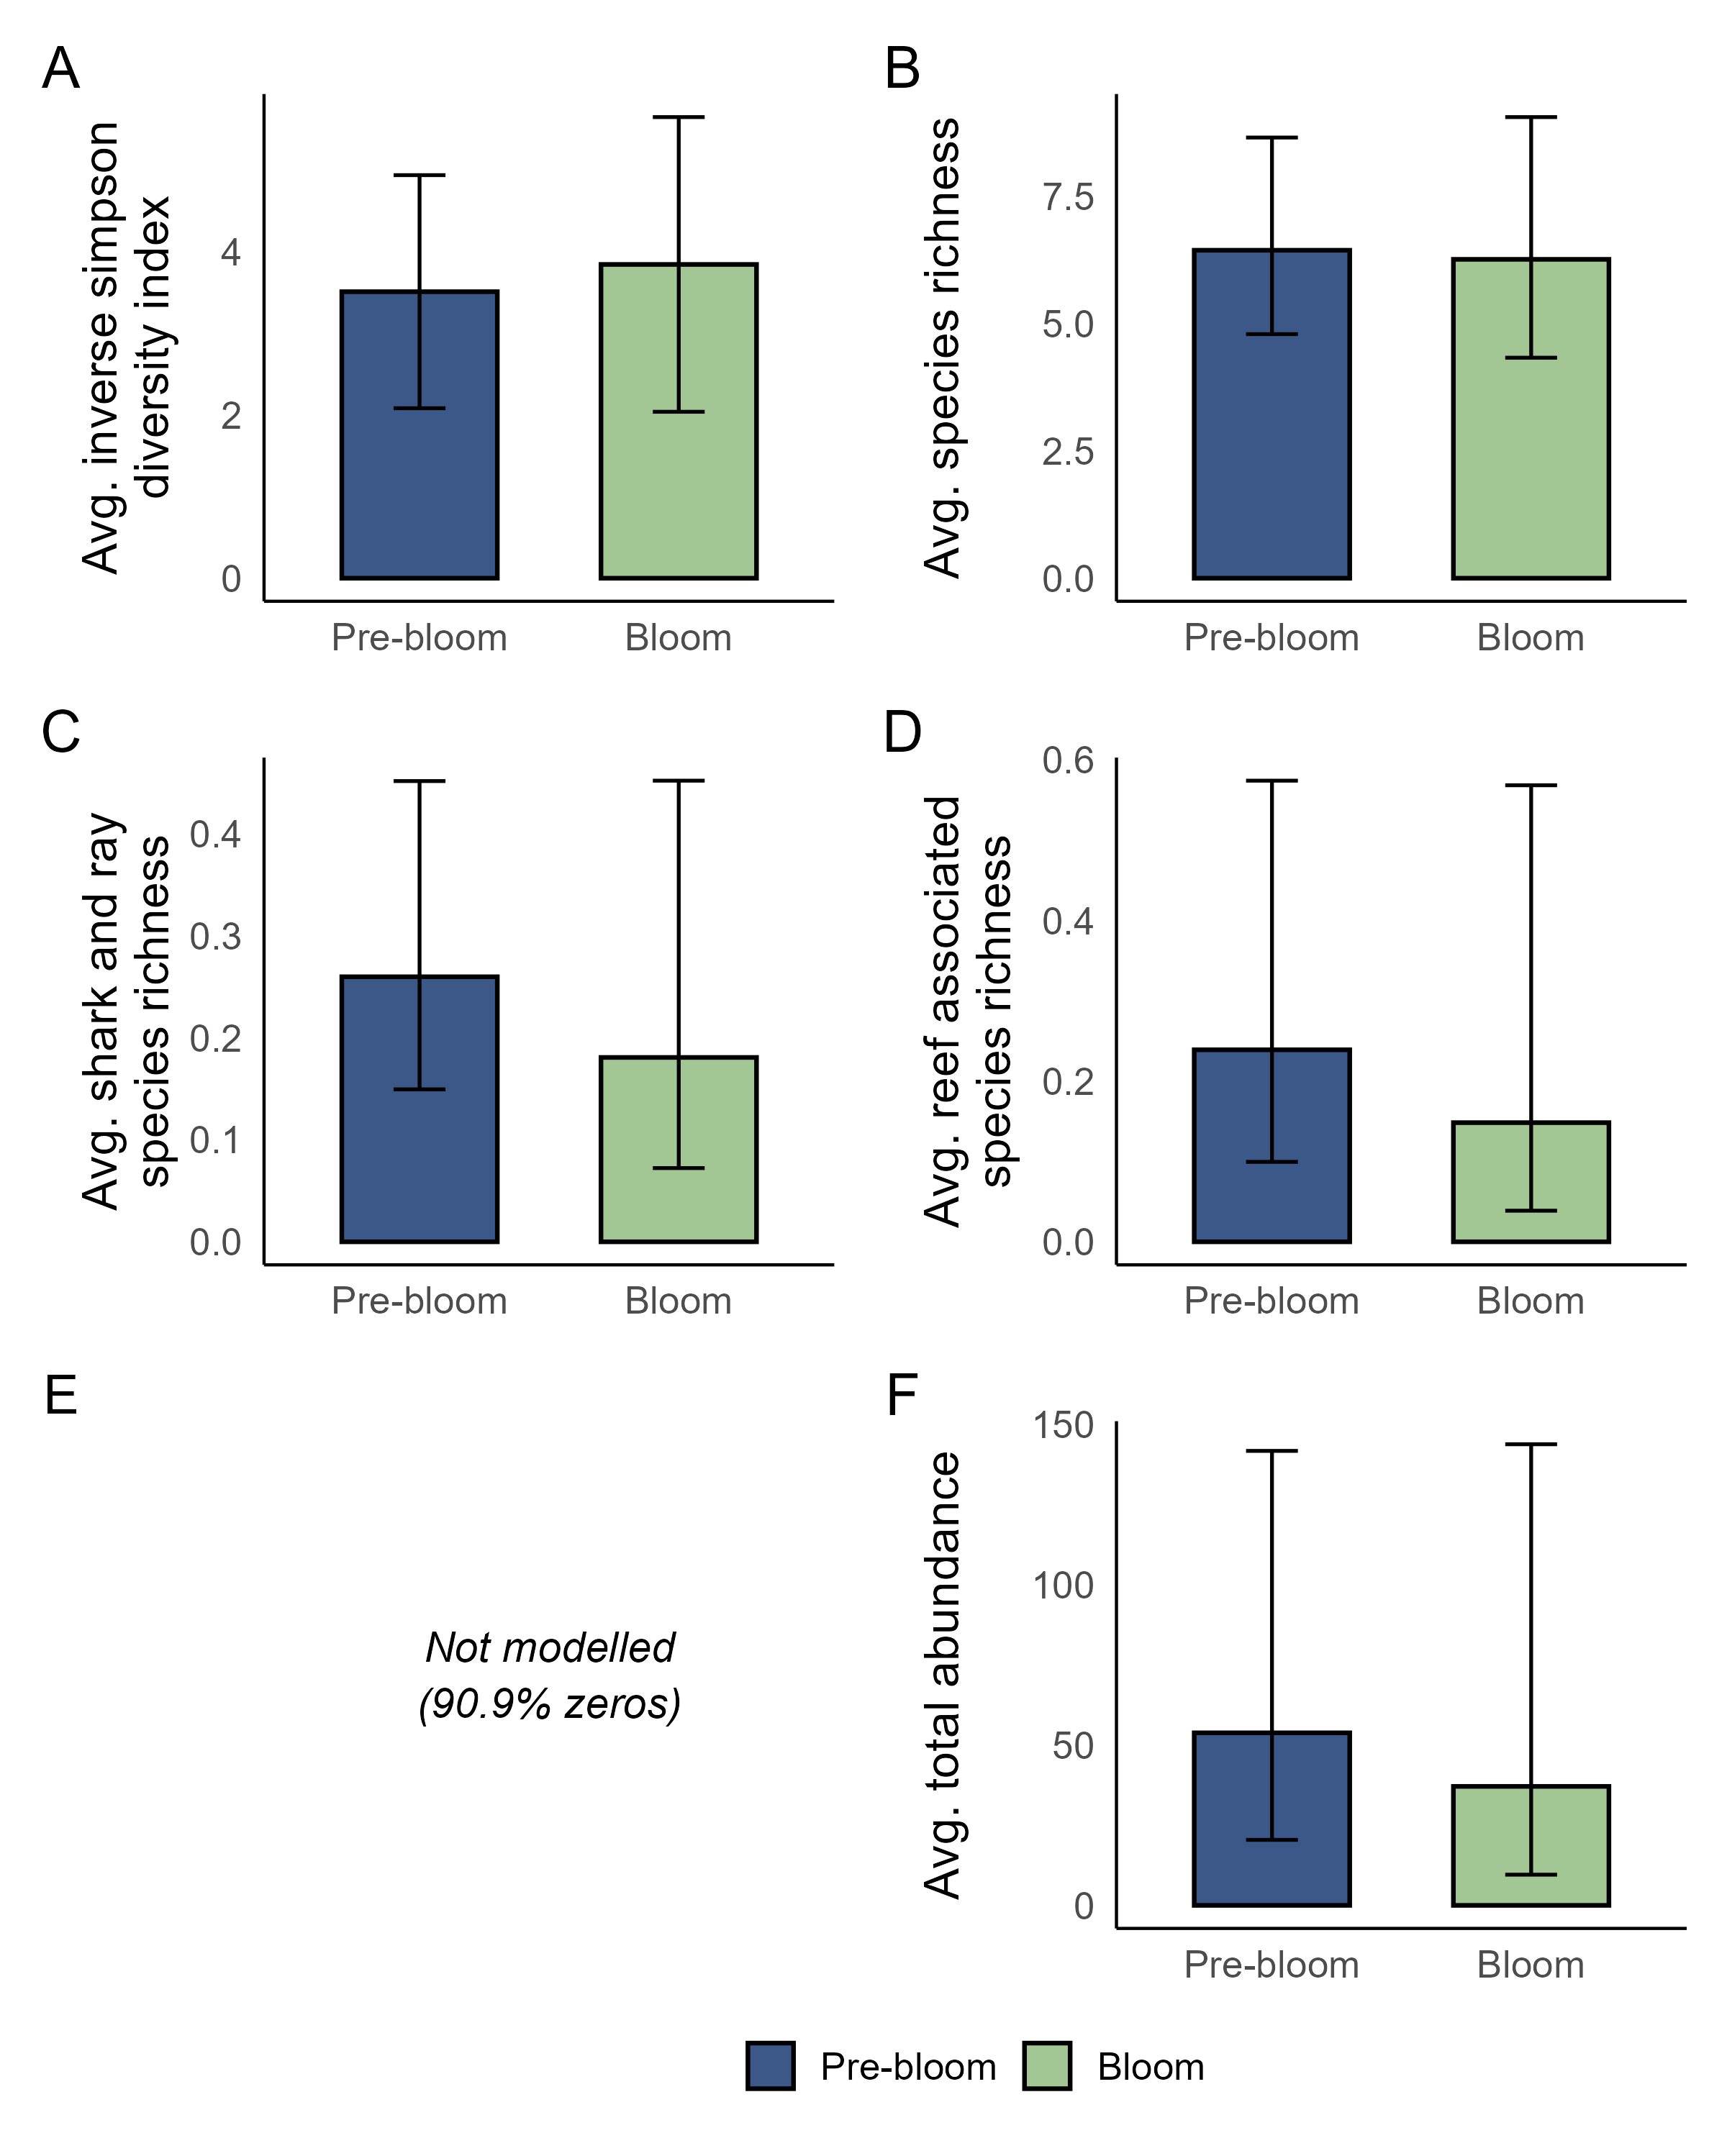 A
Avg. inverse simpson
diversity index
4
2
0
Pre-bloom
Bloom
B
Avg. species richness
7.5
5.0
2.5
0.0
Pre-bloom
Bloom
C
Avg. shark and ray
species richness
0.4
0.3
0.2
0.1
0.0
Pre-bloom
Bloom
D
Avg. reef associated
species richness
0.6
0.4
0.2
0.0
Pre-bloom
Bloom
E
Not modelled
(90.9% zeros)
F
Avg. total abundance
150
100
50
0
Pre-bloom
Bloom
Pre-bloom
Bloom